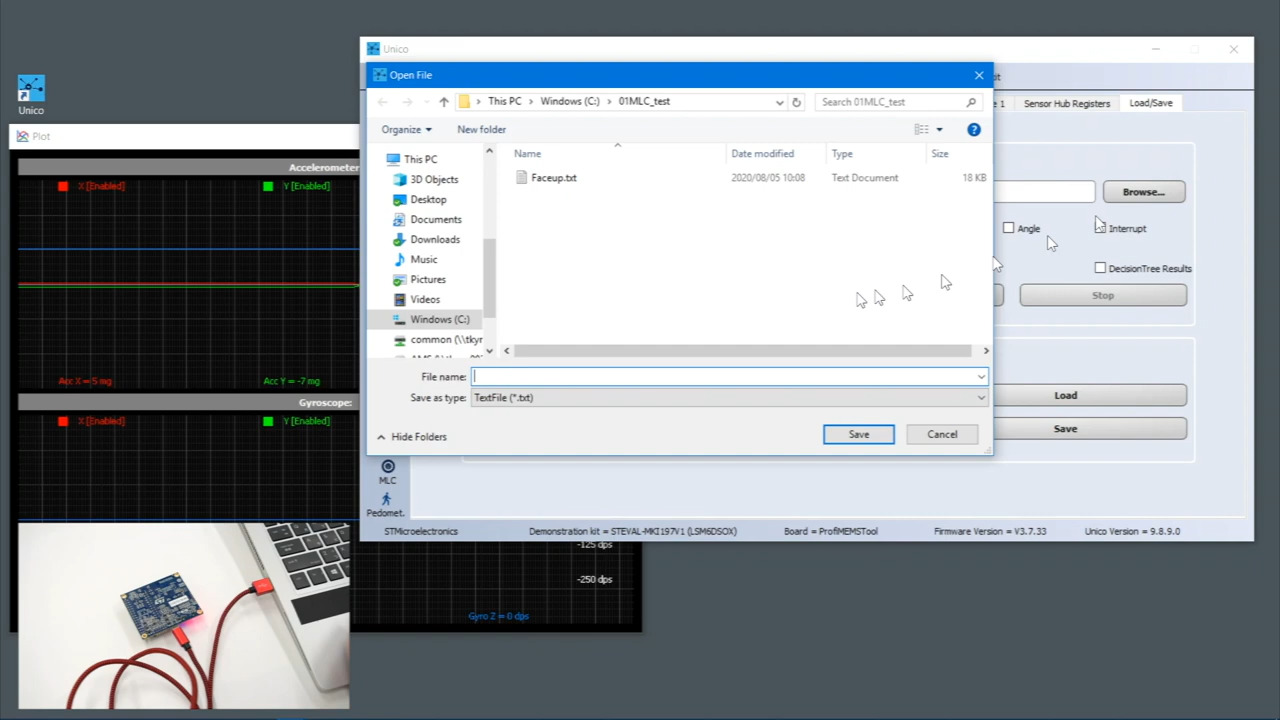 Unico
Plot
Accelerometer
X [Enabled]
Y [Enabled]
Acc X = 5 mg
Acc Y = -7 mg
Gyroscope:
X [Enabled]
Y [Enabled]
-125 dps
-250 dps
Gyro Z = 0 dps
Unico
Sensor Hub Registers
Load/Save
Browse...
Angle
Interrupt
DecisionTree Results
Stop
Load
Save
MLC
Pedomet.
STMicroelectronics
Demonstration kit = STEVAL-MKI197V1 (LSM6DSOX)
Board = ProfiMEMSTool
Firmware Version = V3.7.33
Unico Version = 9.8.9.0
Open File
This PC
Windows (C:)
01MLC_test
Search 01MLC_test
Organize
New folder
Name
Date modified
Type
Size
Faceup.txt
2020/08/05 10:08
Text Document
18 KB
This PC
3D Objects
Desktop
Documents
Downloads
Music
Pictures
Videos
Windows (C:)
common (\\tkyr
File name:
Save as type:
TextFile (*.txt)
Hide Folders
Save
Cancel